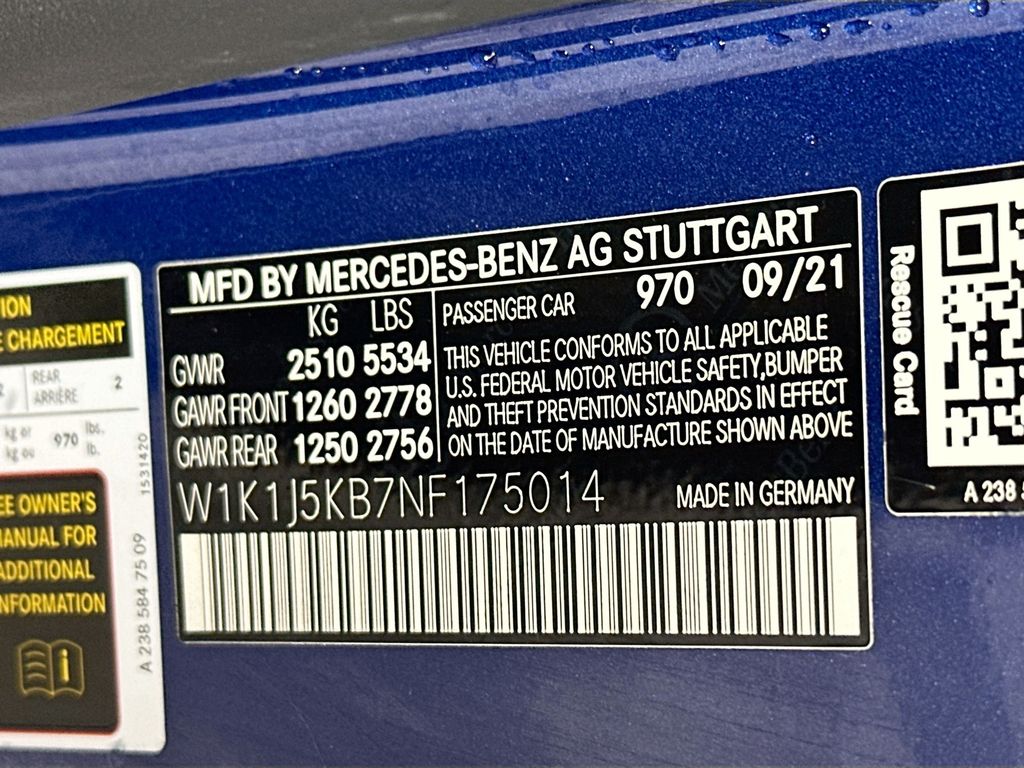 ION
E CHARGEMENT
REAR
ARRIÈRE
2
kg or
kg ou
970
lbs.
lb.
1531420
EE OWNER'S
MANUAL FOR
ADDITIONAL
INFORMATION
A 238 584 75 09
MFD BY MERCEDES-BENZ AG STUTTGART
KG LBS
GVWR 2510 5534
GAWR FRONT 1260 2778
GAWR REAR 1250 2756
PASSENGER CAR 970 09/21
THIS VEHICLE CONFORMS TO ALL APPLICABLE
U.S. FEDERAL MOTOR VEHICLE SAFETY,BUMPER
AND THEFT PREVENTION STANDARDS IN EFFECT
ON THE DATE OF MANUFACTURE SHOWN ABOVE
W1K1J5KB7NF175014 MADE IN GERMANY
Rescue Card
A 238 5